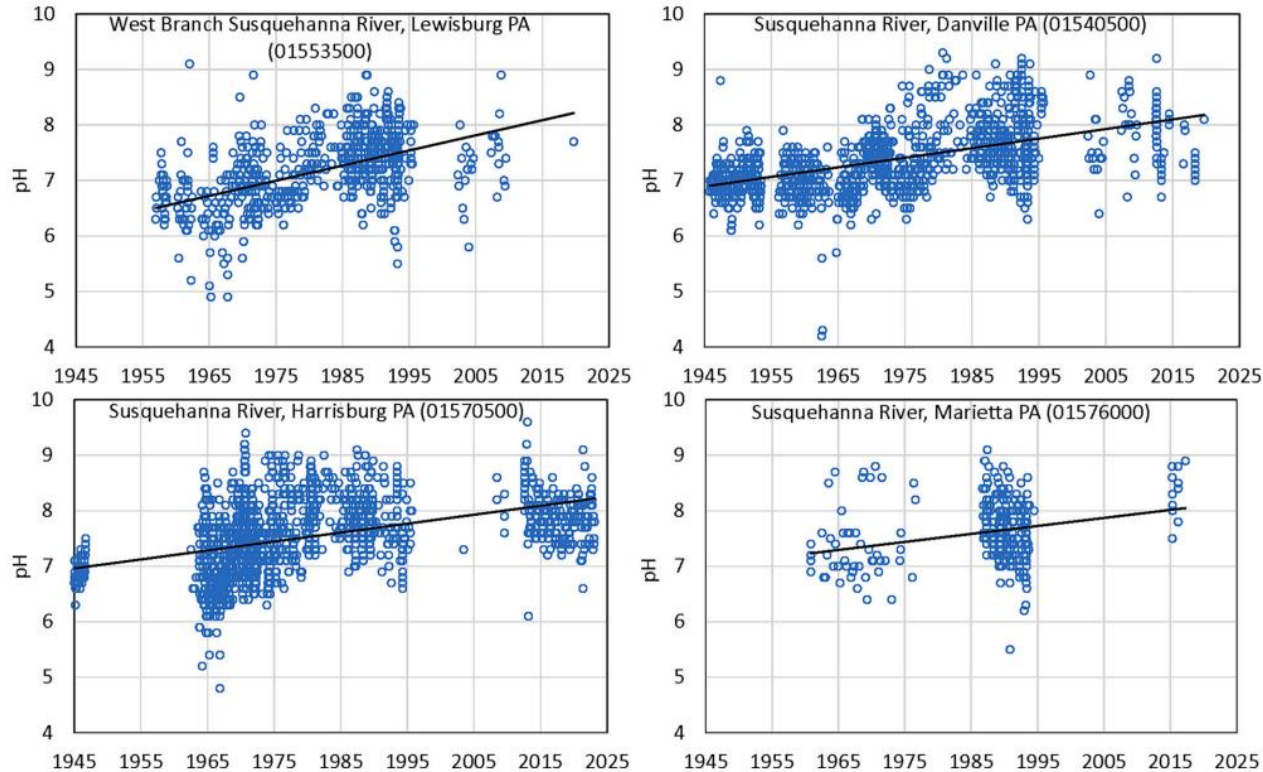 West Branch Susquehanna River, Lewisburg PA
(01553500)
10
9
8
7
6
5
4
pH
1945 1955 1965 1975 1985 1995 2005 2015 2025
Susquehanna River, Danville PA (01540500)
10
9
8
7
6
5
4
pH
1945 1955 1965 1975 1985 1995 2005 2015 2025
Susquehanna River, Harrisburg PA (01570500)
10
9
8
7
6
5
4
pH
1945 1955 1965 1975 1985 1995 2005 2015 2025
Susquehanna River, Marietta PA (01576000)
10
9
8
7
6
5
4
pH
1945 1955 1965 1975 1985 1995 2005 2015 2025